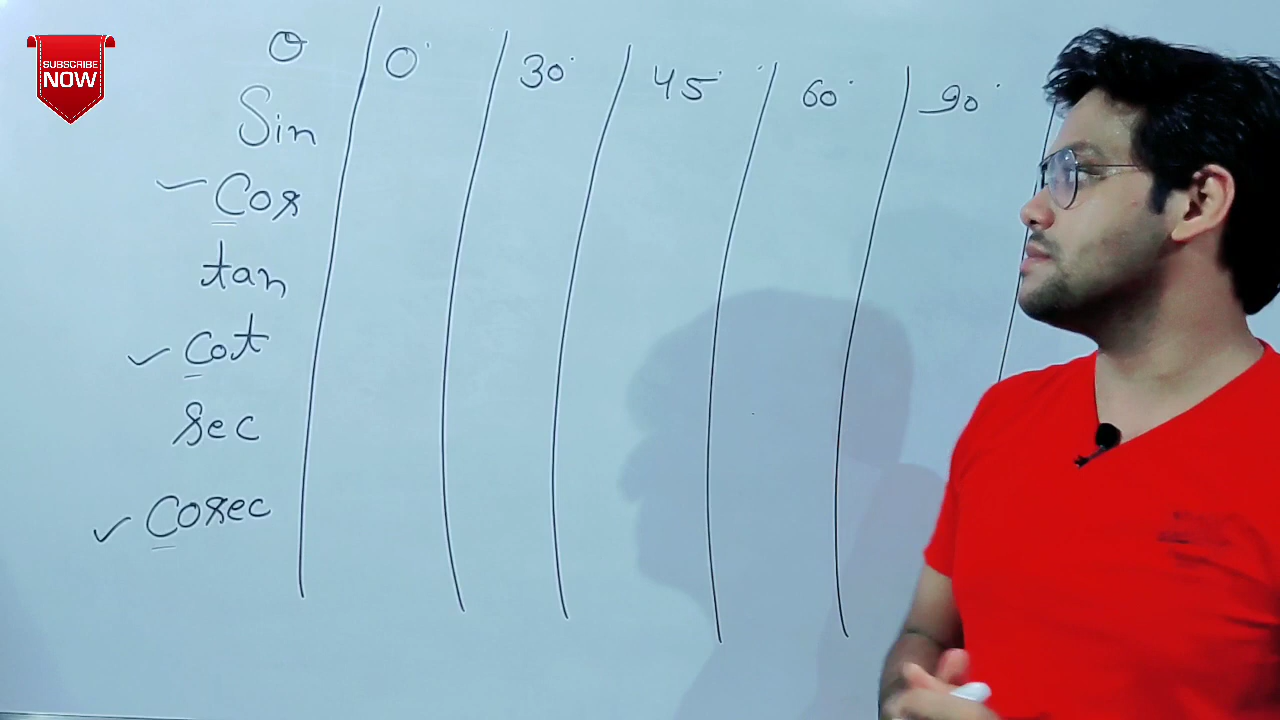 SUBSCRIBE
NOW
θ 0° 30° 45° 60° 90°
Sin
Cos
tan
Cot
sec
Cosec